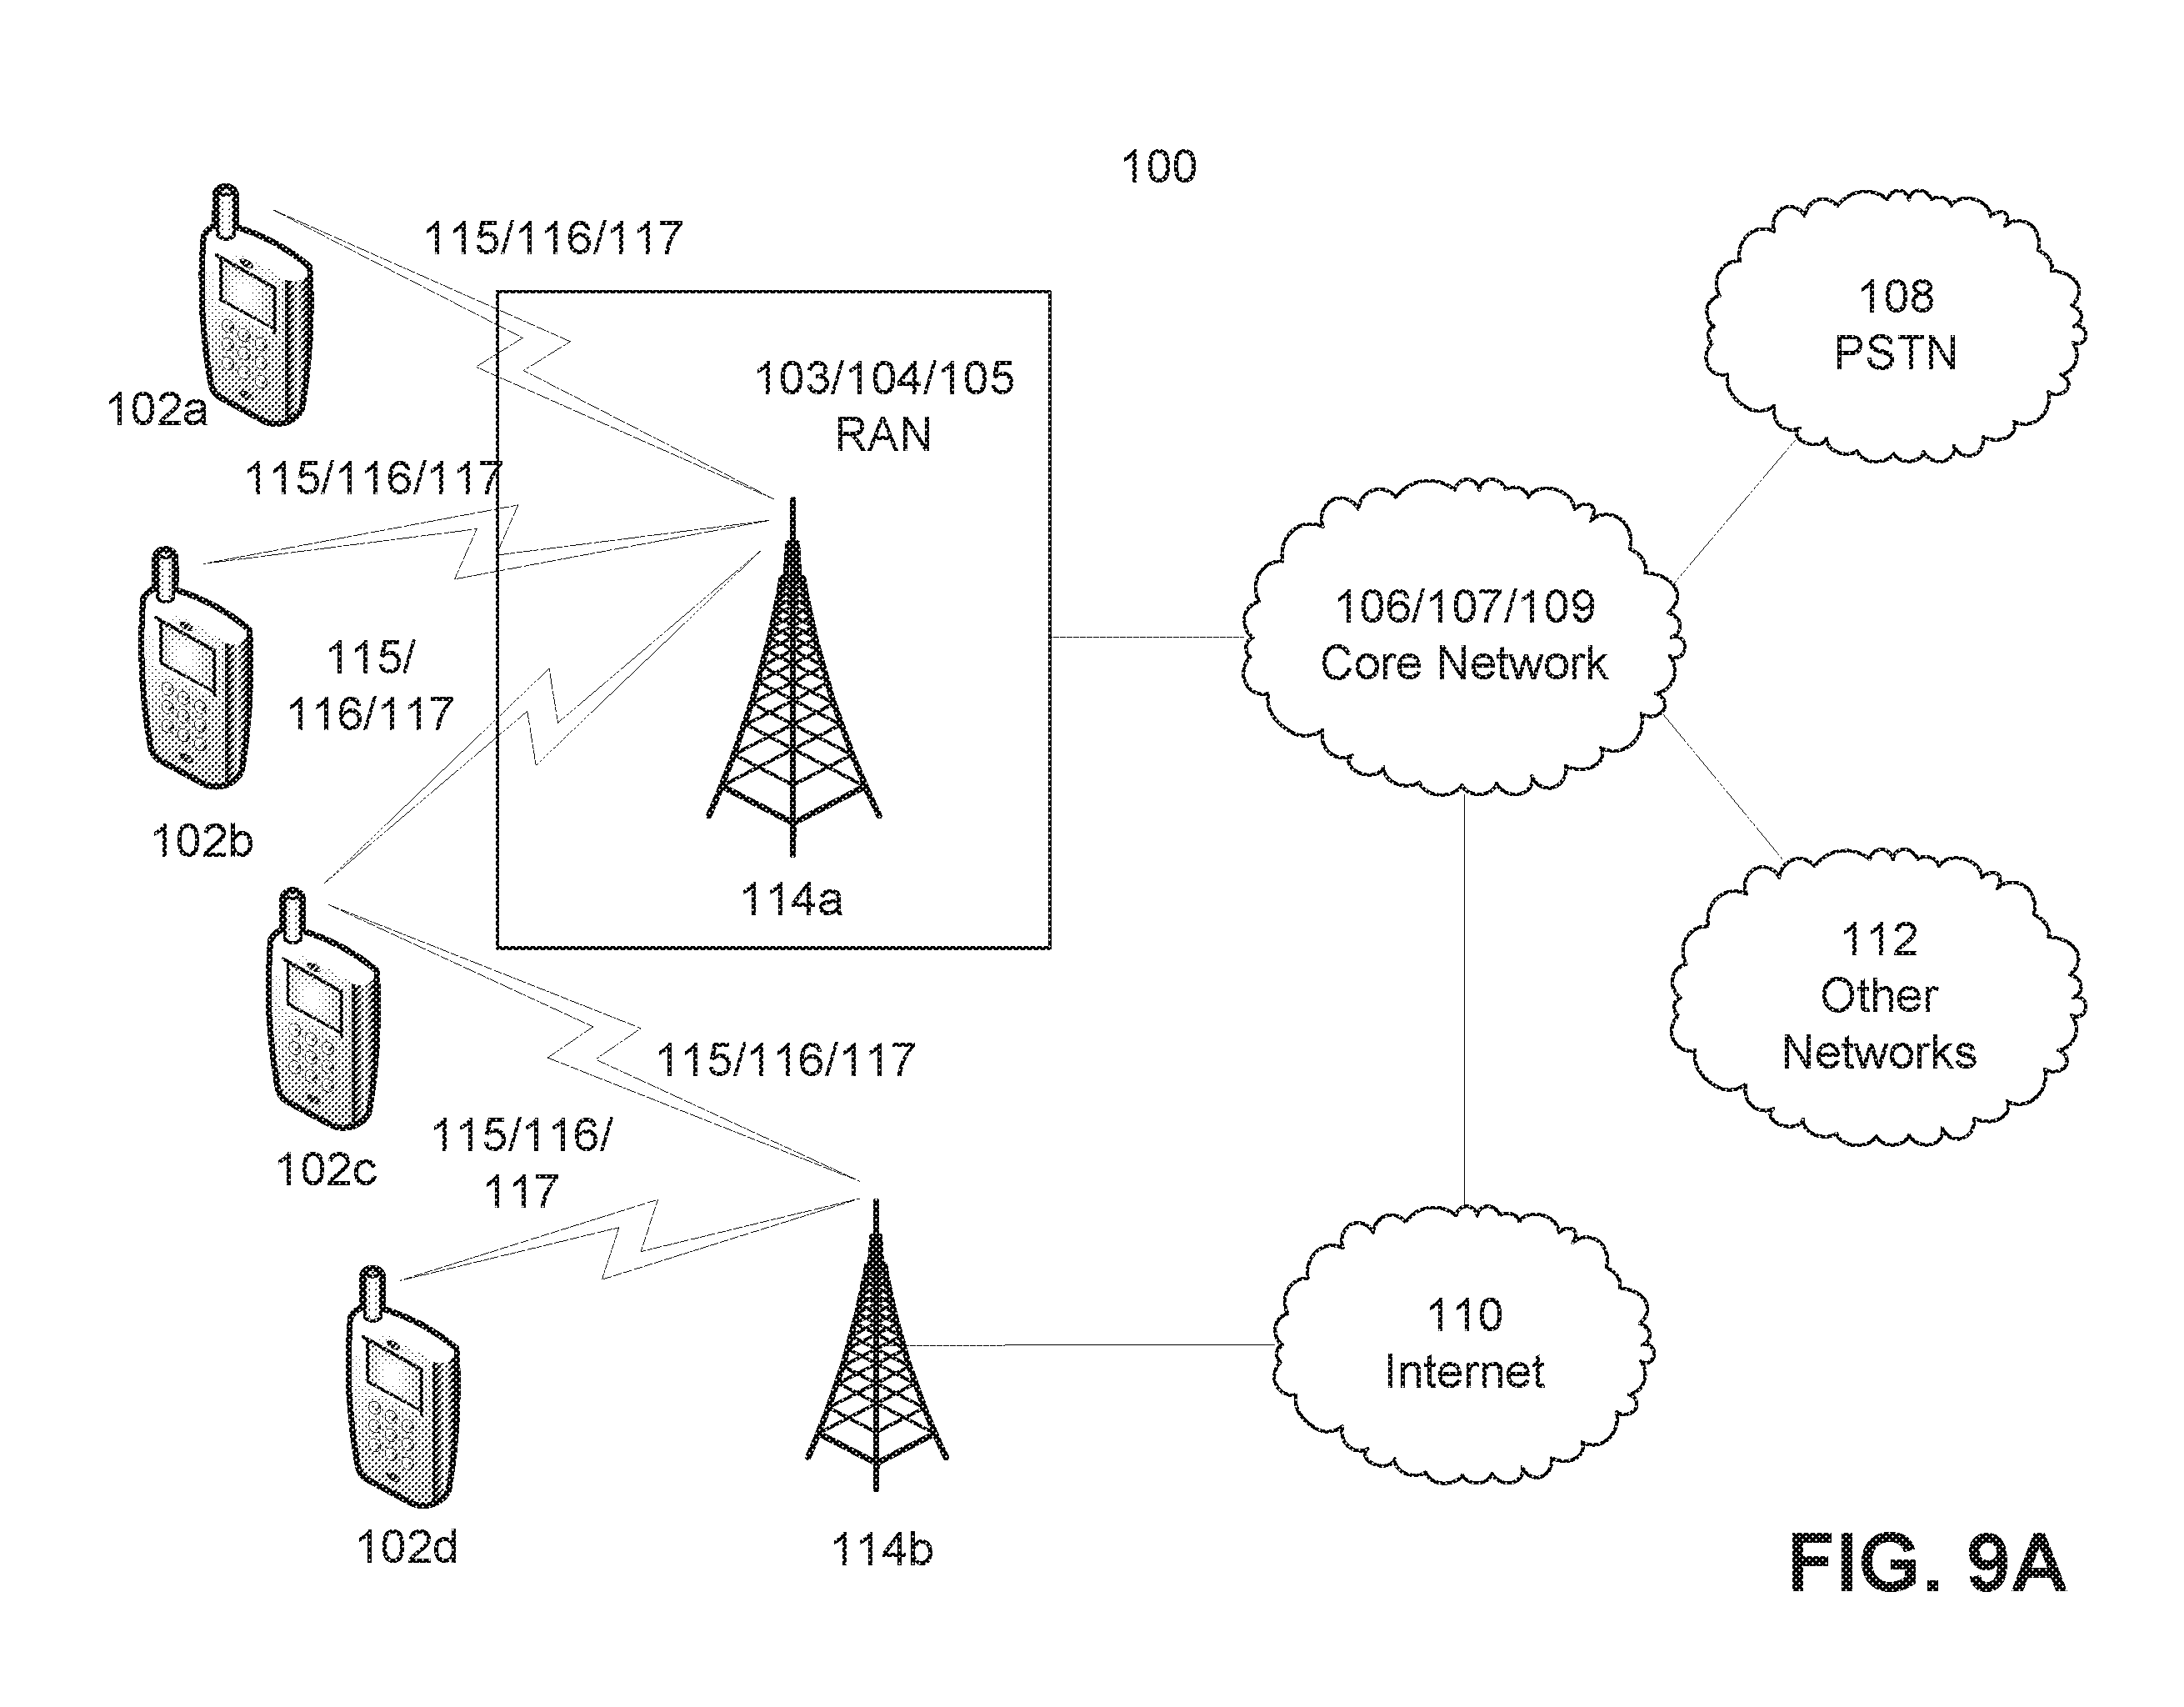 100
115/116/117
108
PSTN
103/104/105
RAN
102a
115/116/117
106/107/109
Core Network
115/
116/117
102b
114a
112
Other
Networks
115/116/117
115/116/
117
102c
110
Internet
102d
114b
FIG. 9A